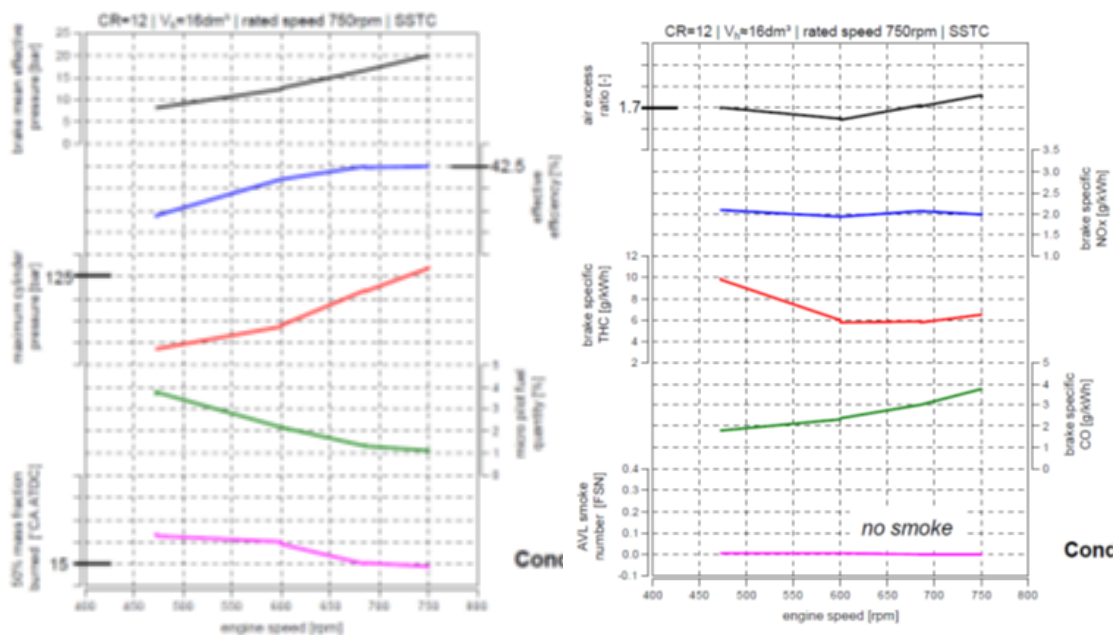 CR=12 | Vₕ=16dm³ | rated speed 750rpm | SSTC
brake mean effective
pressure [bar]
25
20
15
10
5
0
42.5
effective
efficiency [%]
125
maximum cylinder
pressure [bar]
5
4
3
2
1
0
micro pilot fuel
quantity [%]
50% mass fraction
burned [°CA ATDC]
15
Cond
400 450 500 550 600 650 700 750 800
engine speed [rpm]
CR=12 | Vₕ=16dm³ | rated speed 750rpm | SSTC
air excess
ratio [-]
1.7
3.5
3.0
2.5
2.0
1.5
1.0
brake specific
NOx [g/kWh]
brake specific
THC [g/kWh]
12
10
8
6
4
2
5
4
3
2
1
0
brake specific
CO [g/kWh]
AVL smoke
number [FSN]
0.4
0.3
0.2
0.1
0.0
-0.1
no smoke
Cond
400 450 500 550 600 650 700 750 800
engine speed [rpm]